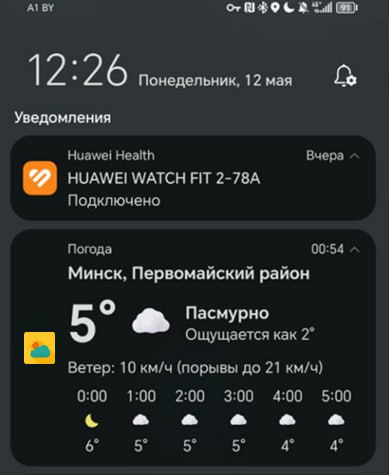 A1 BY
91
12:26 Понедельник, 12 мая
Уведомления
Huawei Health Вчера
HUAWEI WATCH FIT 2-78A
Подключено
Погода 00:54
Минск, Первомайский район
5° Пасмурно
Ощущается как 2°
Ветер: 10 км/ч (порывы до 21 км/ч)
0:00 1:00 2:00 3:00 4:00 5:00
6° 5° 5° 5° 4° 4°